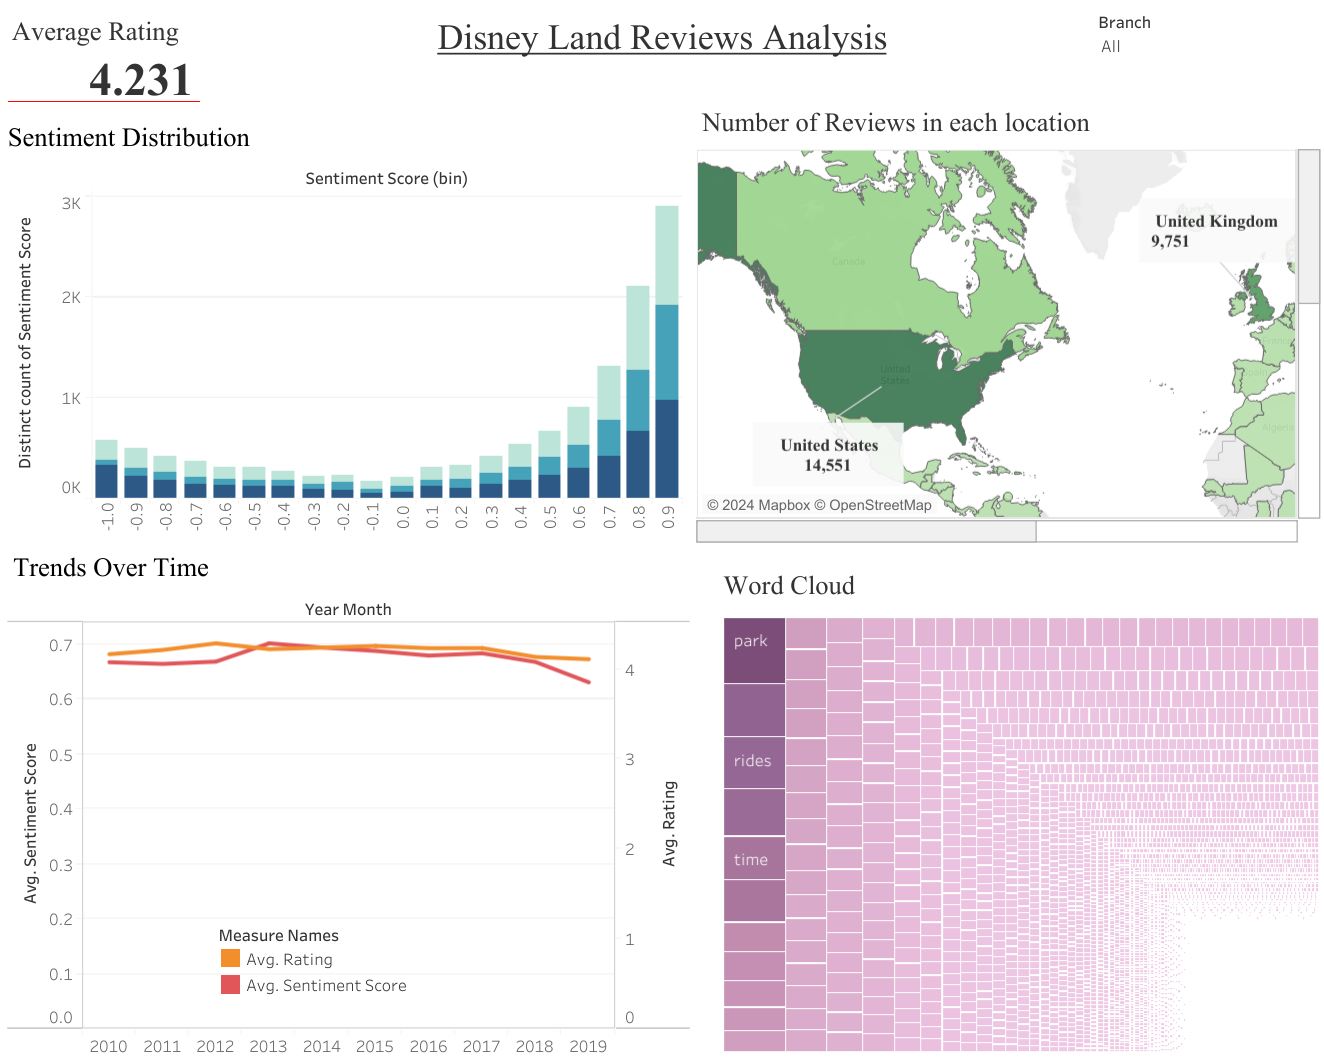 Average Rating
4.231
Disney Land Reviews Analysis
Branch
All
Sentiment Distribution
Sentiment Score (bin)
Distinct count of Sentiment Score
3K
2K
1K
0K
-1.0
-0.9
-0.8
-0.7
-0.6
-0.5
-0.4
-0.3
-0.2
-0.1
0.0
0.1
0.2
0.3
0.4
0.5
0.6
0.7
0.8
0.9
Number of Reviews in each location
Canada
United Kingdom
9,751
France
Spain
Algeria
United
States
United States
14,551
© 2024 Mapbox © OpenStreetMap
Trends Over Time
Year Month
Avg. Sentiment Score
0.7
0.6
0.5
0.4
0.3
0.2
0.1
0.0
Avg. Rating
4
3
2
1
0
Measure Names
Avg. Rating
Avg. Sentiment Score
2010
2011
2012
2013
2014
2015
2016
2017
2018
2019
Word Cloud
park
rides
time